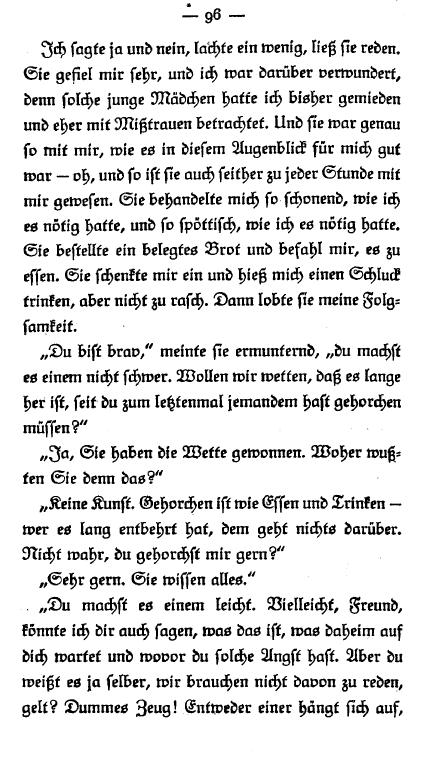 — 96 —
Ich sagte ja und nein, lachte ein wenig, ließ sie reden.
Sie gefiel mir sehr, und ich war darüber verwundert,
denn solche junge Mädchen hatte ich bisher gemieden
und eher mit Mißtrauen betrachtet. Und sie war genau
so mit mir, wie es in diesem Augenblick für mich gut
war — oh, und so ist sie auch seither zu jeder Stunde mit
mir gewesen. Sie behandelte mich so schonend, wie ich
es nötig hatte, und so spöttisch, wie ich es nötig hatte.
Sie bestellte ein belegtes Brot und befahl mir, es zu
essen. Sie schenkte mir ein und hieß mich einen Schluck
trinken, aber nicht zu rasch. Dann lobte sie meine Folg=
samkeit.
„Du bist brav,“ meinte sie ermunternd, „du machst
es einem nicht schwer. Wollen wir wetten, daß es lange
her ist, seit du zum letztenmal jemandem hast gehorchen
müssen?“
„Ja, Sie haben die Wette gewonnen. Woher wuß=
ten Sie denn das?“
„Keine Kunst. Gehorchen ist wie Essen und Trinken —
wer es lang entbehrt hat, dem geht nichts darüber.
Nicht wahr, du gehorchst mir gern?“
„Sehr gern. Sie wissen alles.“
„Du machst es einem leicht. Vielleicht, Freund,
könnte ich dir auch sagen, was das ist, was daheim auf
dich wartet und wovor du solche Angst hast. Aber du
weißt es ja selber, wir brauchen nicht davon zu reden,
gelt? Dummes Zeug! Entweder einer hängt sich auf,